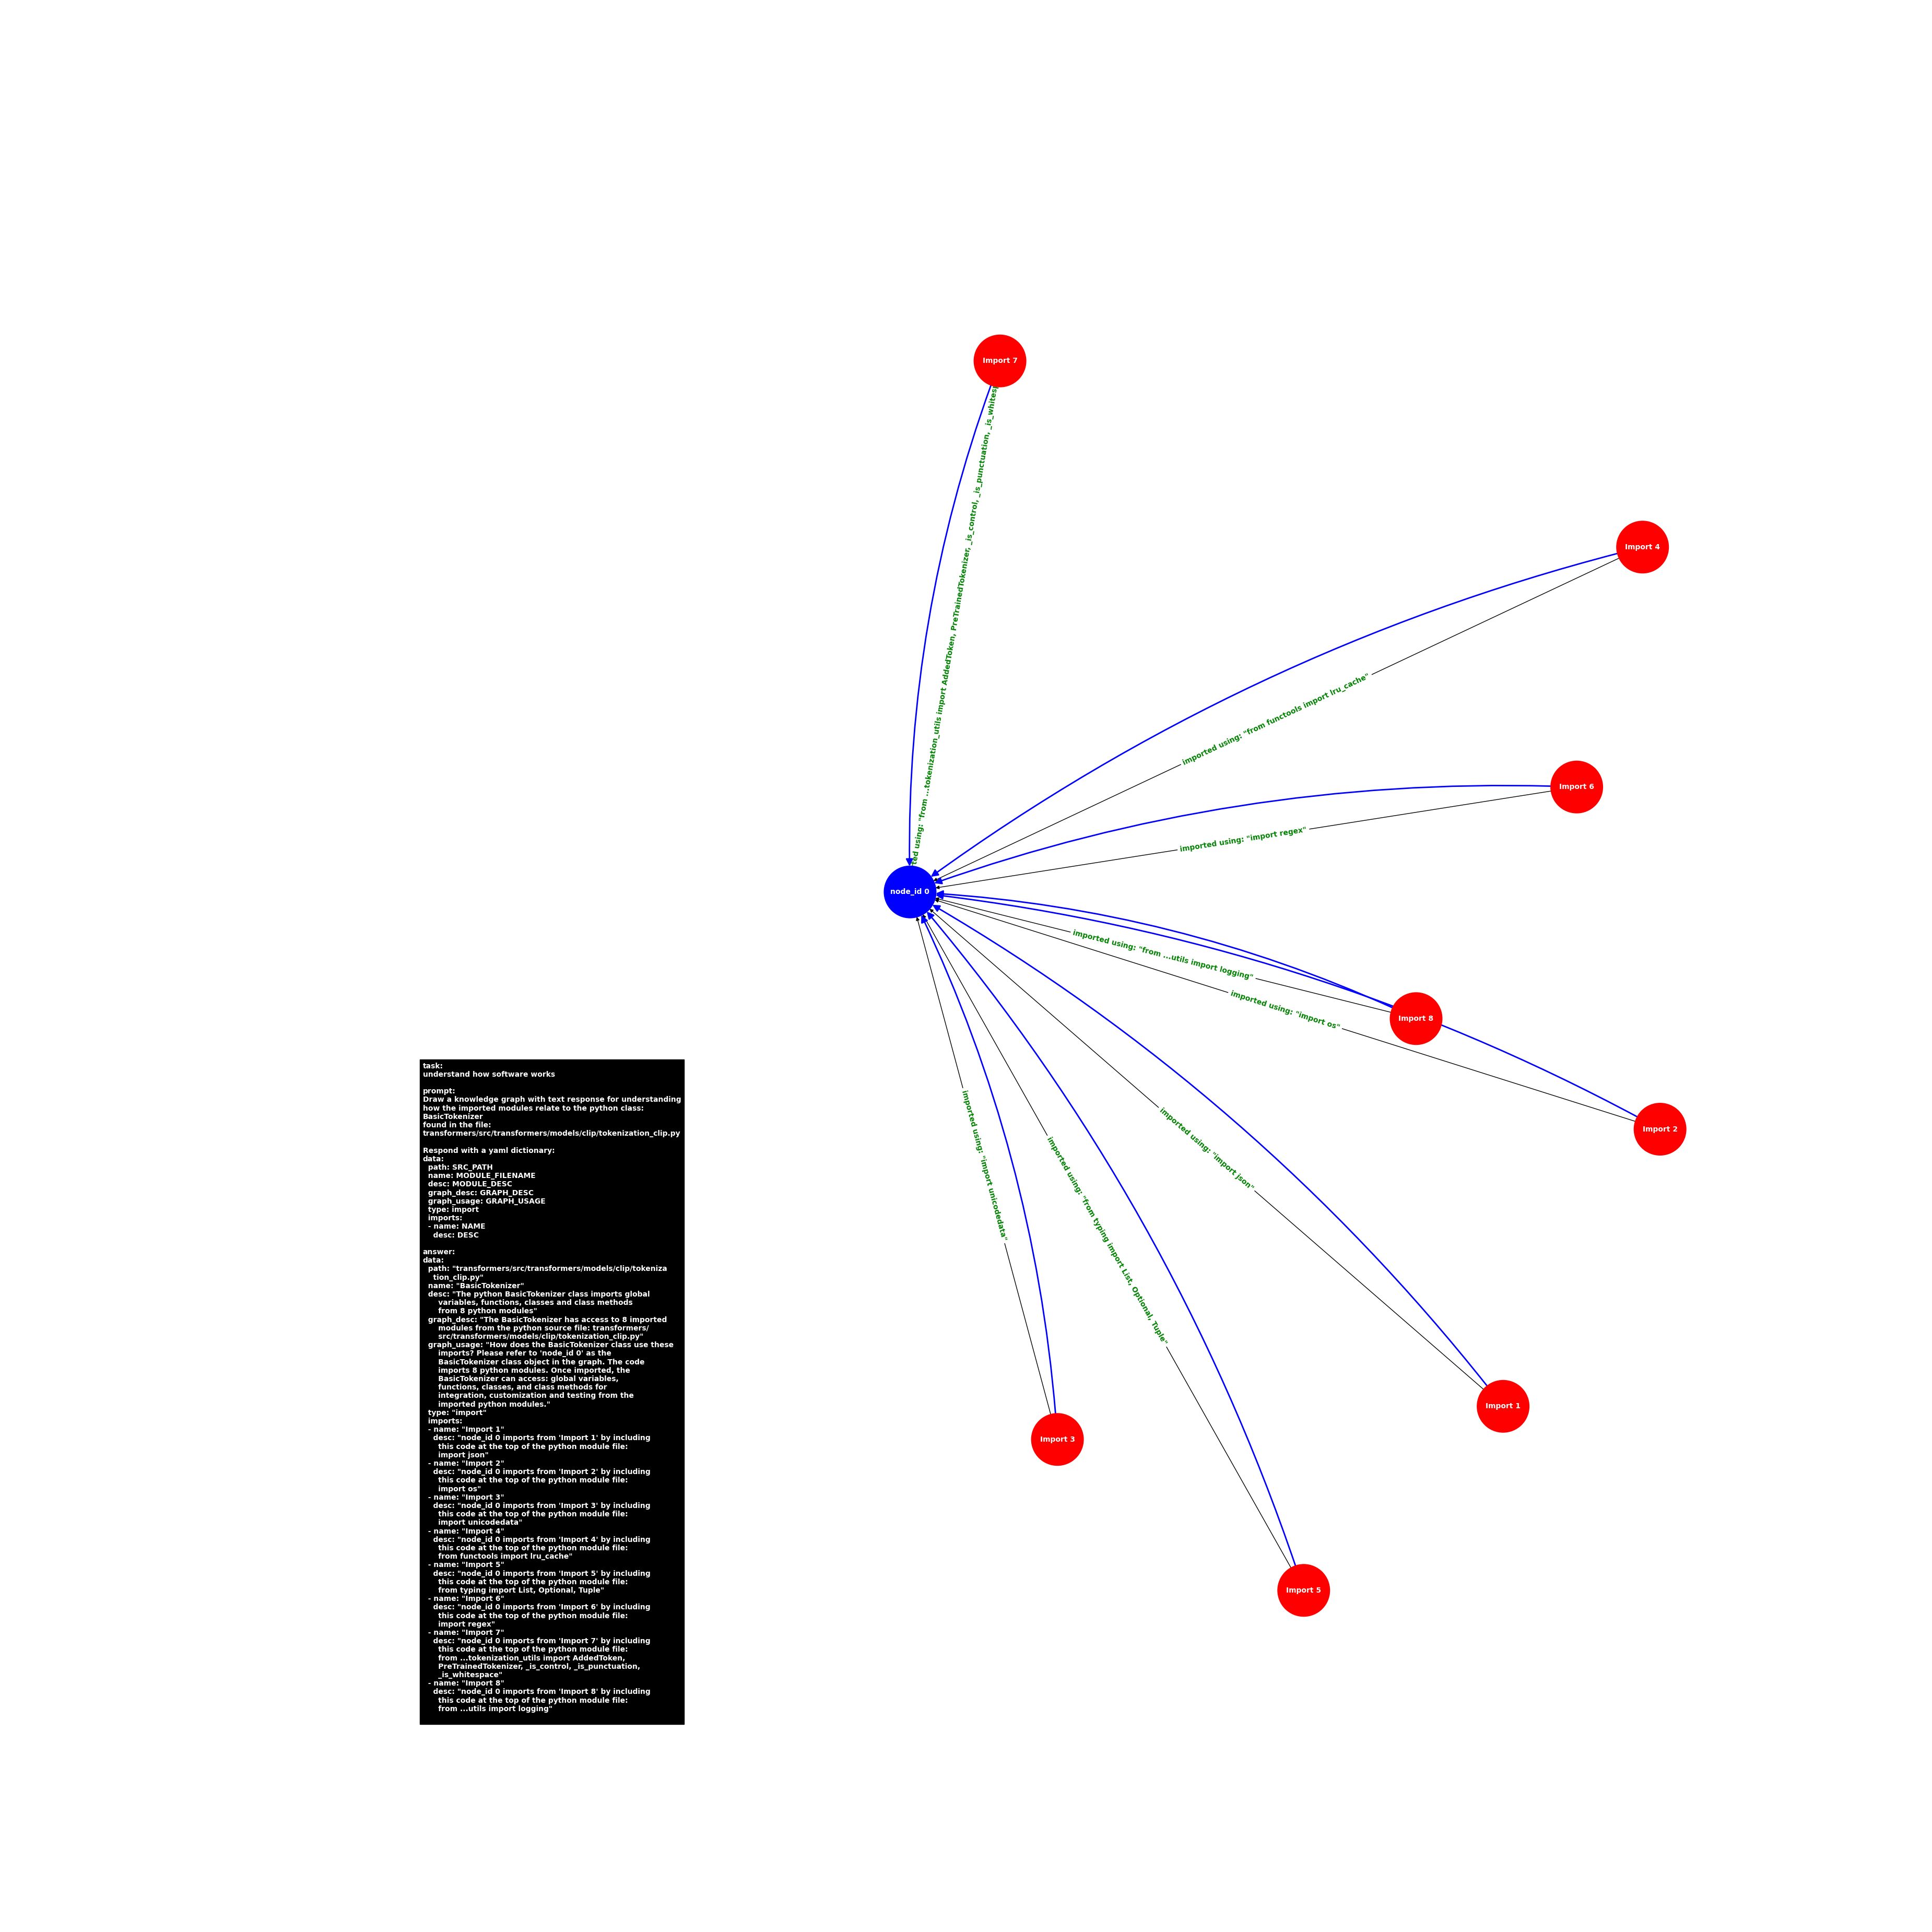 Import 7
ted using: "from ...tokenization_utils import AddedToken, PreTrainedTokenizer, _is_control, _is_punctuation, _is_whites
Import 4
imported using: "from functools import lru_cache"
Import 6
imported using: "import regex"
node_id 0
imported using: "from ...utils import logging"
imported using: "import os"
Import 8
Import 2
imported using: "import json"
imported using: "from typing import List, Optional, Tuple"
imported using: "import unicodedata"
Import 1
Import 3
Import 5
task:
understand how software works
prompt:
Draw a knowledge graph with text response for understanding
how the imported modules relate to the python class:
BasicTokenizer
found in the file:
transformers/src/transformers/models/clip/tokenization_clip.py
Respond with a yaml dictionary:
data:
path: SRC_PATH
name: MODULE_FILENAME
desc: MODULE_DESC
graph_desc: GRAPH_DESC
graph_usage: GRAPH_USAGE
type: import
imports:
- name: NAME
desc: DESC
answer:
data:
path: "transformers/src/transformers/models/clip/tokeniza
tion_clip.py"
name: "BasicTokenizer"
desc: "The python BasicTokenizer class imports global
variables, functions, classes and class methods
from 8 python modules"
graph_desc: "The BasicTokenizer has access to 8 imported
modules from the python source file: transformers/
src/transformers/models/clip/tokenization_clip.py"
graph_usage: "How does the BasicTokenizer class use these
imports? Please refer to 'node_id 0' as the
BasicTokenizer class object in the graph. The code
imports 8 python modules. Once imported, the
BasicTokenizer can access: global variables,
functions, classes, and class methods for
integration, customization and testing from the
imported python modules."
type: "import"
imports:
- name: "Import 1"
desc: "node_id 0 imports from 'Import 1' by including
this code at the top of the python module file:
import json"
- name: "Import 2"
desc: "node_id 0 imports from 'Import 2' by including
this code at the top of the python module file:
import os"
- name: "Import 3"
desc: "node_id 0 imports from 'Import 3' by including
this code at the top of the python module file:
import unicodedata"
- name: "Import 4"
desc: "node_id 0 imports from 'Import 4' by including
this code at the top of the python module file:
from functools import lru_cache"
- name: "Import 5"
desc: "node_id 0 imports from 'Import 5' by including
this code at the top of the python module file:
from typing import List, Optional, Tuple"
- name: "Import 6"
desc: "node_id 0 imports from 'Import 6' by including
this code at the top of the python module file:
import regex"
- name: "Import 7"
desc: "node_id 0 imports from 'Import 7' by including
this code at the top of the python module file:
from ...tokenization_utils import AddedToken,
PreTrainedTokenizer, _is_control, _is_punctuation,
_is_whitespace"
- name: "Import 8"
desc: "node_id 0 imports from 'Import 8' by including
this code at the top of the python module file:
from ...utils import logging"